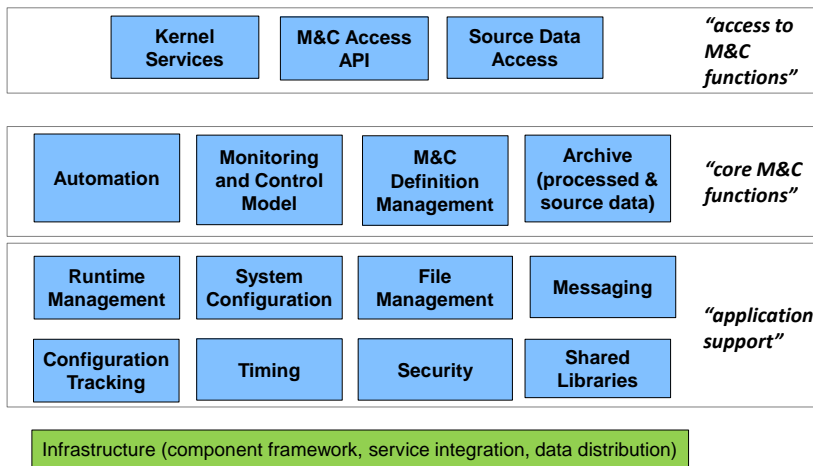 Kernel
Services
M&C Access
API
Source Data
Access
“access to
M&C
functions”
Automation
Monitoring
and Control
Model
M&C
Definition
Management
Archive
(processed &
source data)
“core M&C
functions”
Runtime
Management
System
Configuration
File
Management
Messaging
Configuration
Tracking
Timing
Security
Shared
Libraries
“application
support”
Infrastructure (component framework, service integration, data distribution)